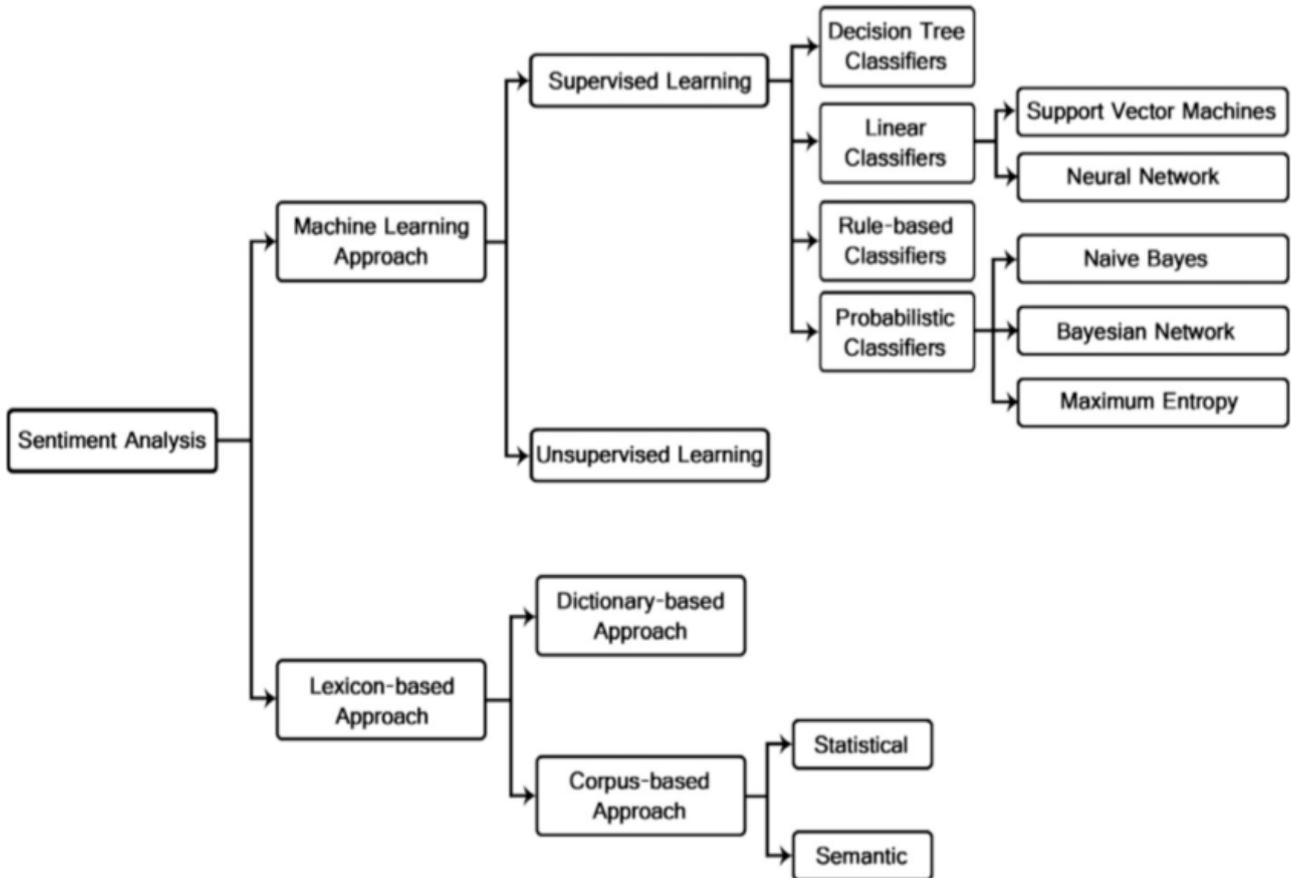 Decision Tree
Classifiers
Supervised Learning
Linear
Classifiers
Support Vector Machines
Neural Network
Machine Learning
Approach
Rule-based
Classifiers
Naive Bayes
Probabilistic
Classifiers
Bayesian Network
Maximum Entropy
Sentiment Analysis
Unsupervised Learning
Dictionary-based
Approach
Lexicon-based
Approach
Statistical
Corpus-based
Approach
Semantic